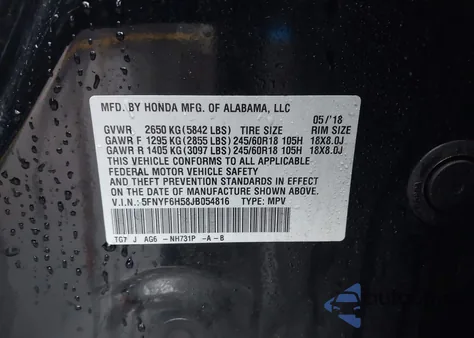 MFD. BY HONDA MFG. OF ALABAMA, LLC
05/'18
GVWR 2650 KG (5842 LBS) TIRE SIZE RIM SIZE
GAWR F 1295 KG (2855 LBS) 245/60R18 105H 18X8.0J
GAWR R 1405 KG (3097 LBS) 245/60R18 105H 18X8.0J
THIS VEHICLE CONFORMS TO ALL APPLICABLE
FEDERAL MOTOR VEHICLE SAFETY
AND THEFT PREVENTION STANDARDS IN EFFECT
ON THE DATE OF MANUFACTURE SHOWN ABOVE.
V.I.N.: 5FNYF6H58JB054816 TYPE: MPV
J AG6 -NH731P -A-B